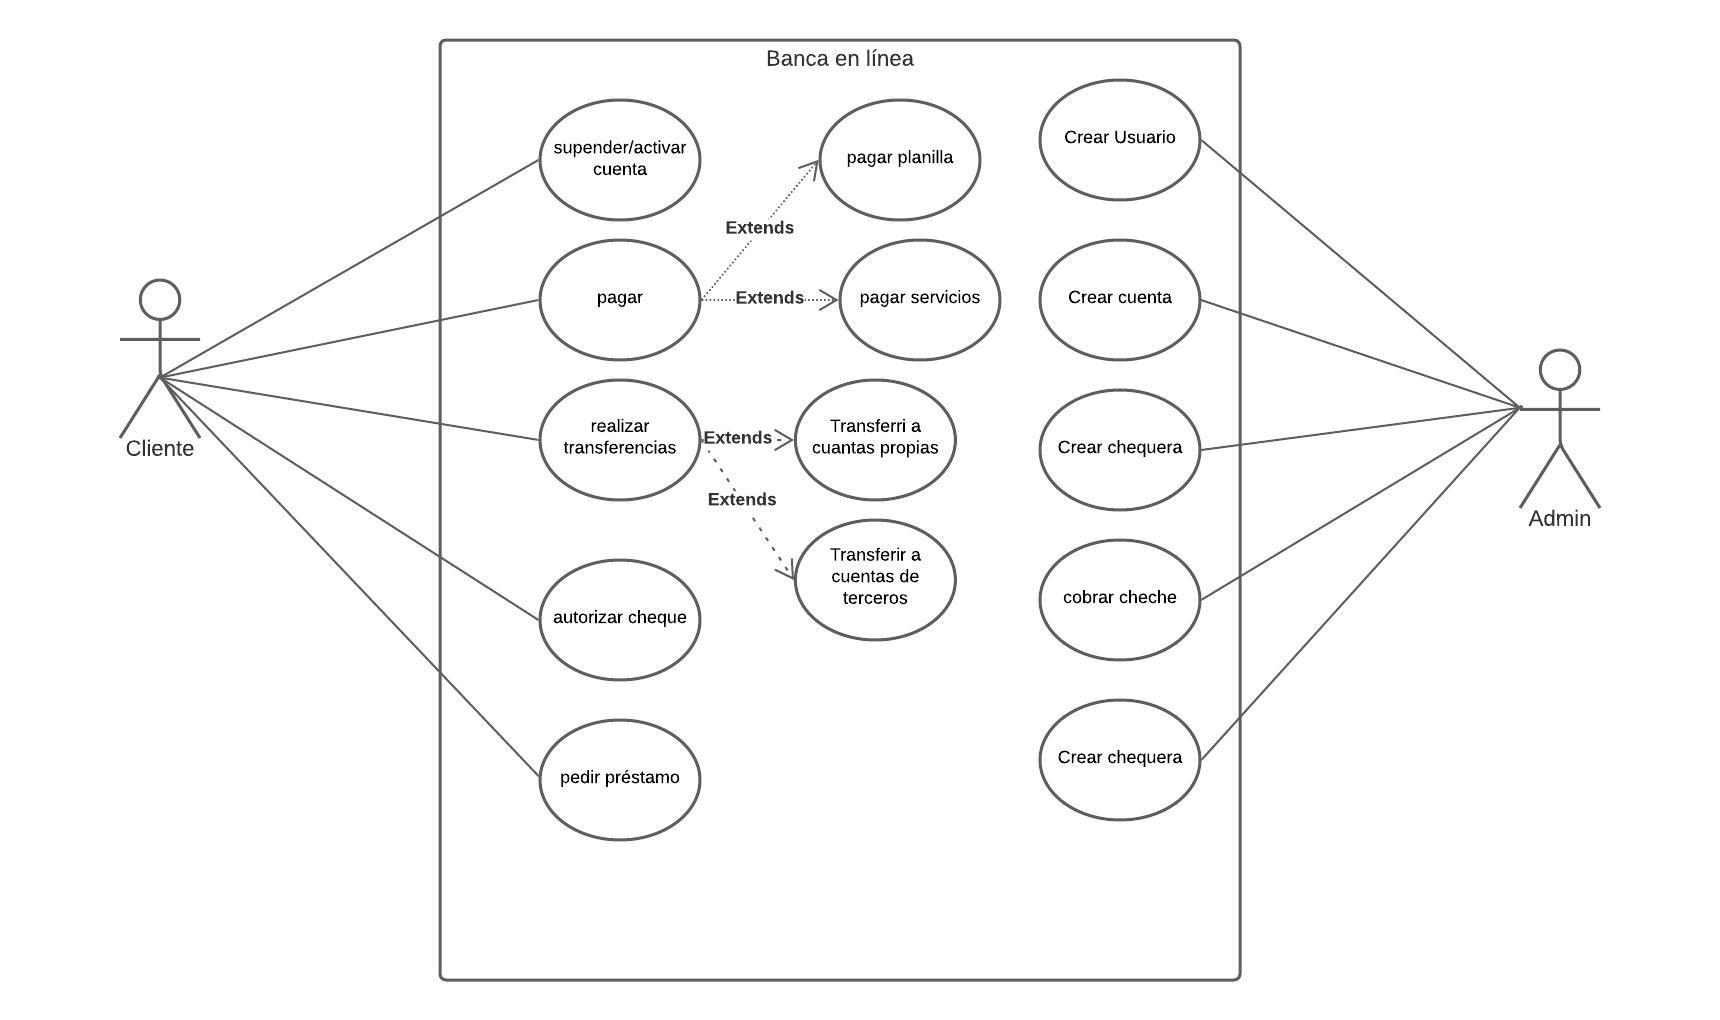 Banca en línea
supender/activar
cuenta
pagar planilla
Crear Usuario
Extends
pagar
Extends
pagar servicios
Crear cuenta
Cliente
realizar
transferencias
Extends
Transferri a
cuantas propias
Crear chequera
Extends
Admin
Transferir a
cuentas de
terceros
autorizar cheque
cobrar cheche
pedir préstamo
Crear chequera